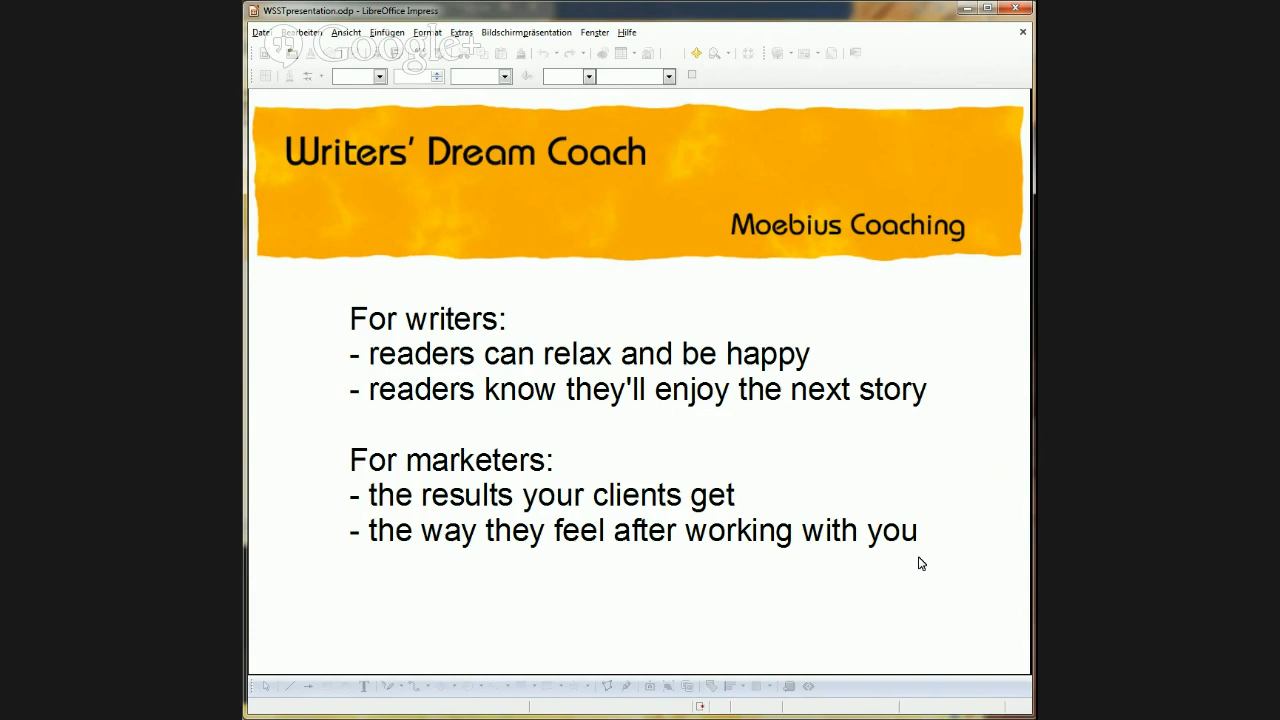 WSSTpresentation.odp - LibreOffice Impress
Datei Bearbeiten Ansicht Einfügen Format Extras Bildschirmpräsentation Fenster Hilfe
Google+
Writers' Dream Coach
Moebius Coaching
For writers:
- readers can relax and be happy
- readers know they'll enjoy the next story
For marketers:
- the results your clients get
- the way they feel after working with you